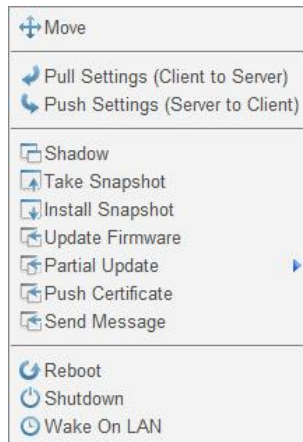 Move
Pull Settings (Client to Server)
Push Settings (Server to Client)
Shadow
Take Snapshot
Install Snapshot
Update Firmware
Partial Update
Push Certificate
Send Message
Reboot
Shutdown
Wake On LAN